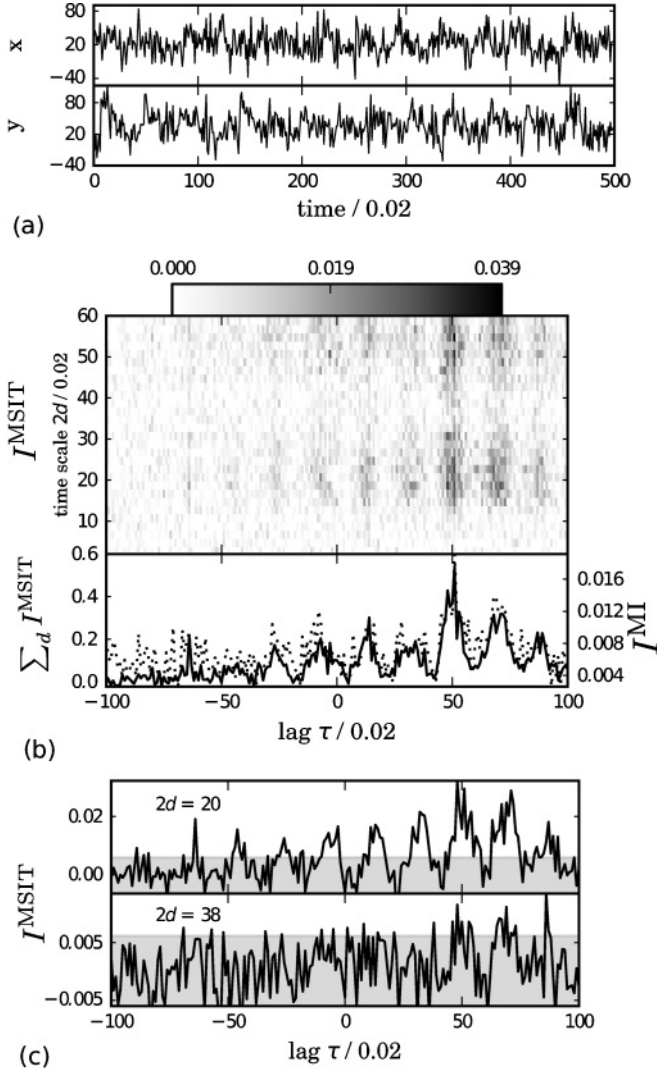 80
20
−40
x
80
20
−40
y
0 100 200 300 400 500
time / 0.02
(a)
0.000 0.019 0.039
60
50
40
30
20
10
I^MSIT
time scale 2d / 0.02
0.6
0.4
0.2
0.0
∑_d I^MSIT
0.016
0.012
0.008
0.004
I^MI
−100 −50 0 50 100
lag τ / 0.02
(b)
2d = 20
0.02
0.00
2d = 38
0.005
−0.005
I^MSIT
−100 −50 0 50 100
lag τ / 0.02
(c)